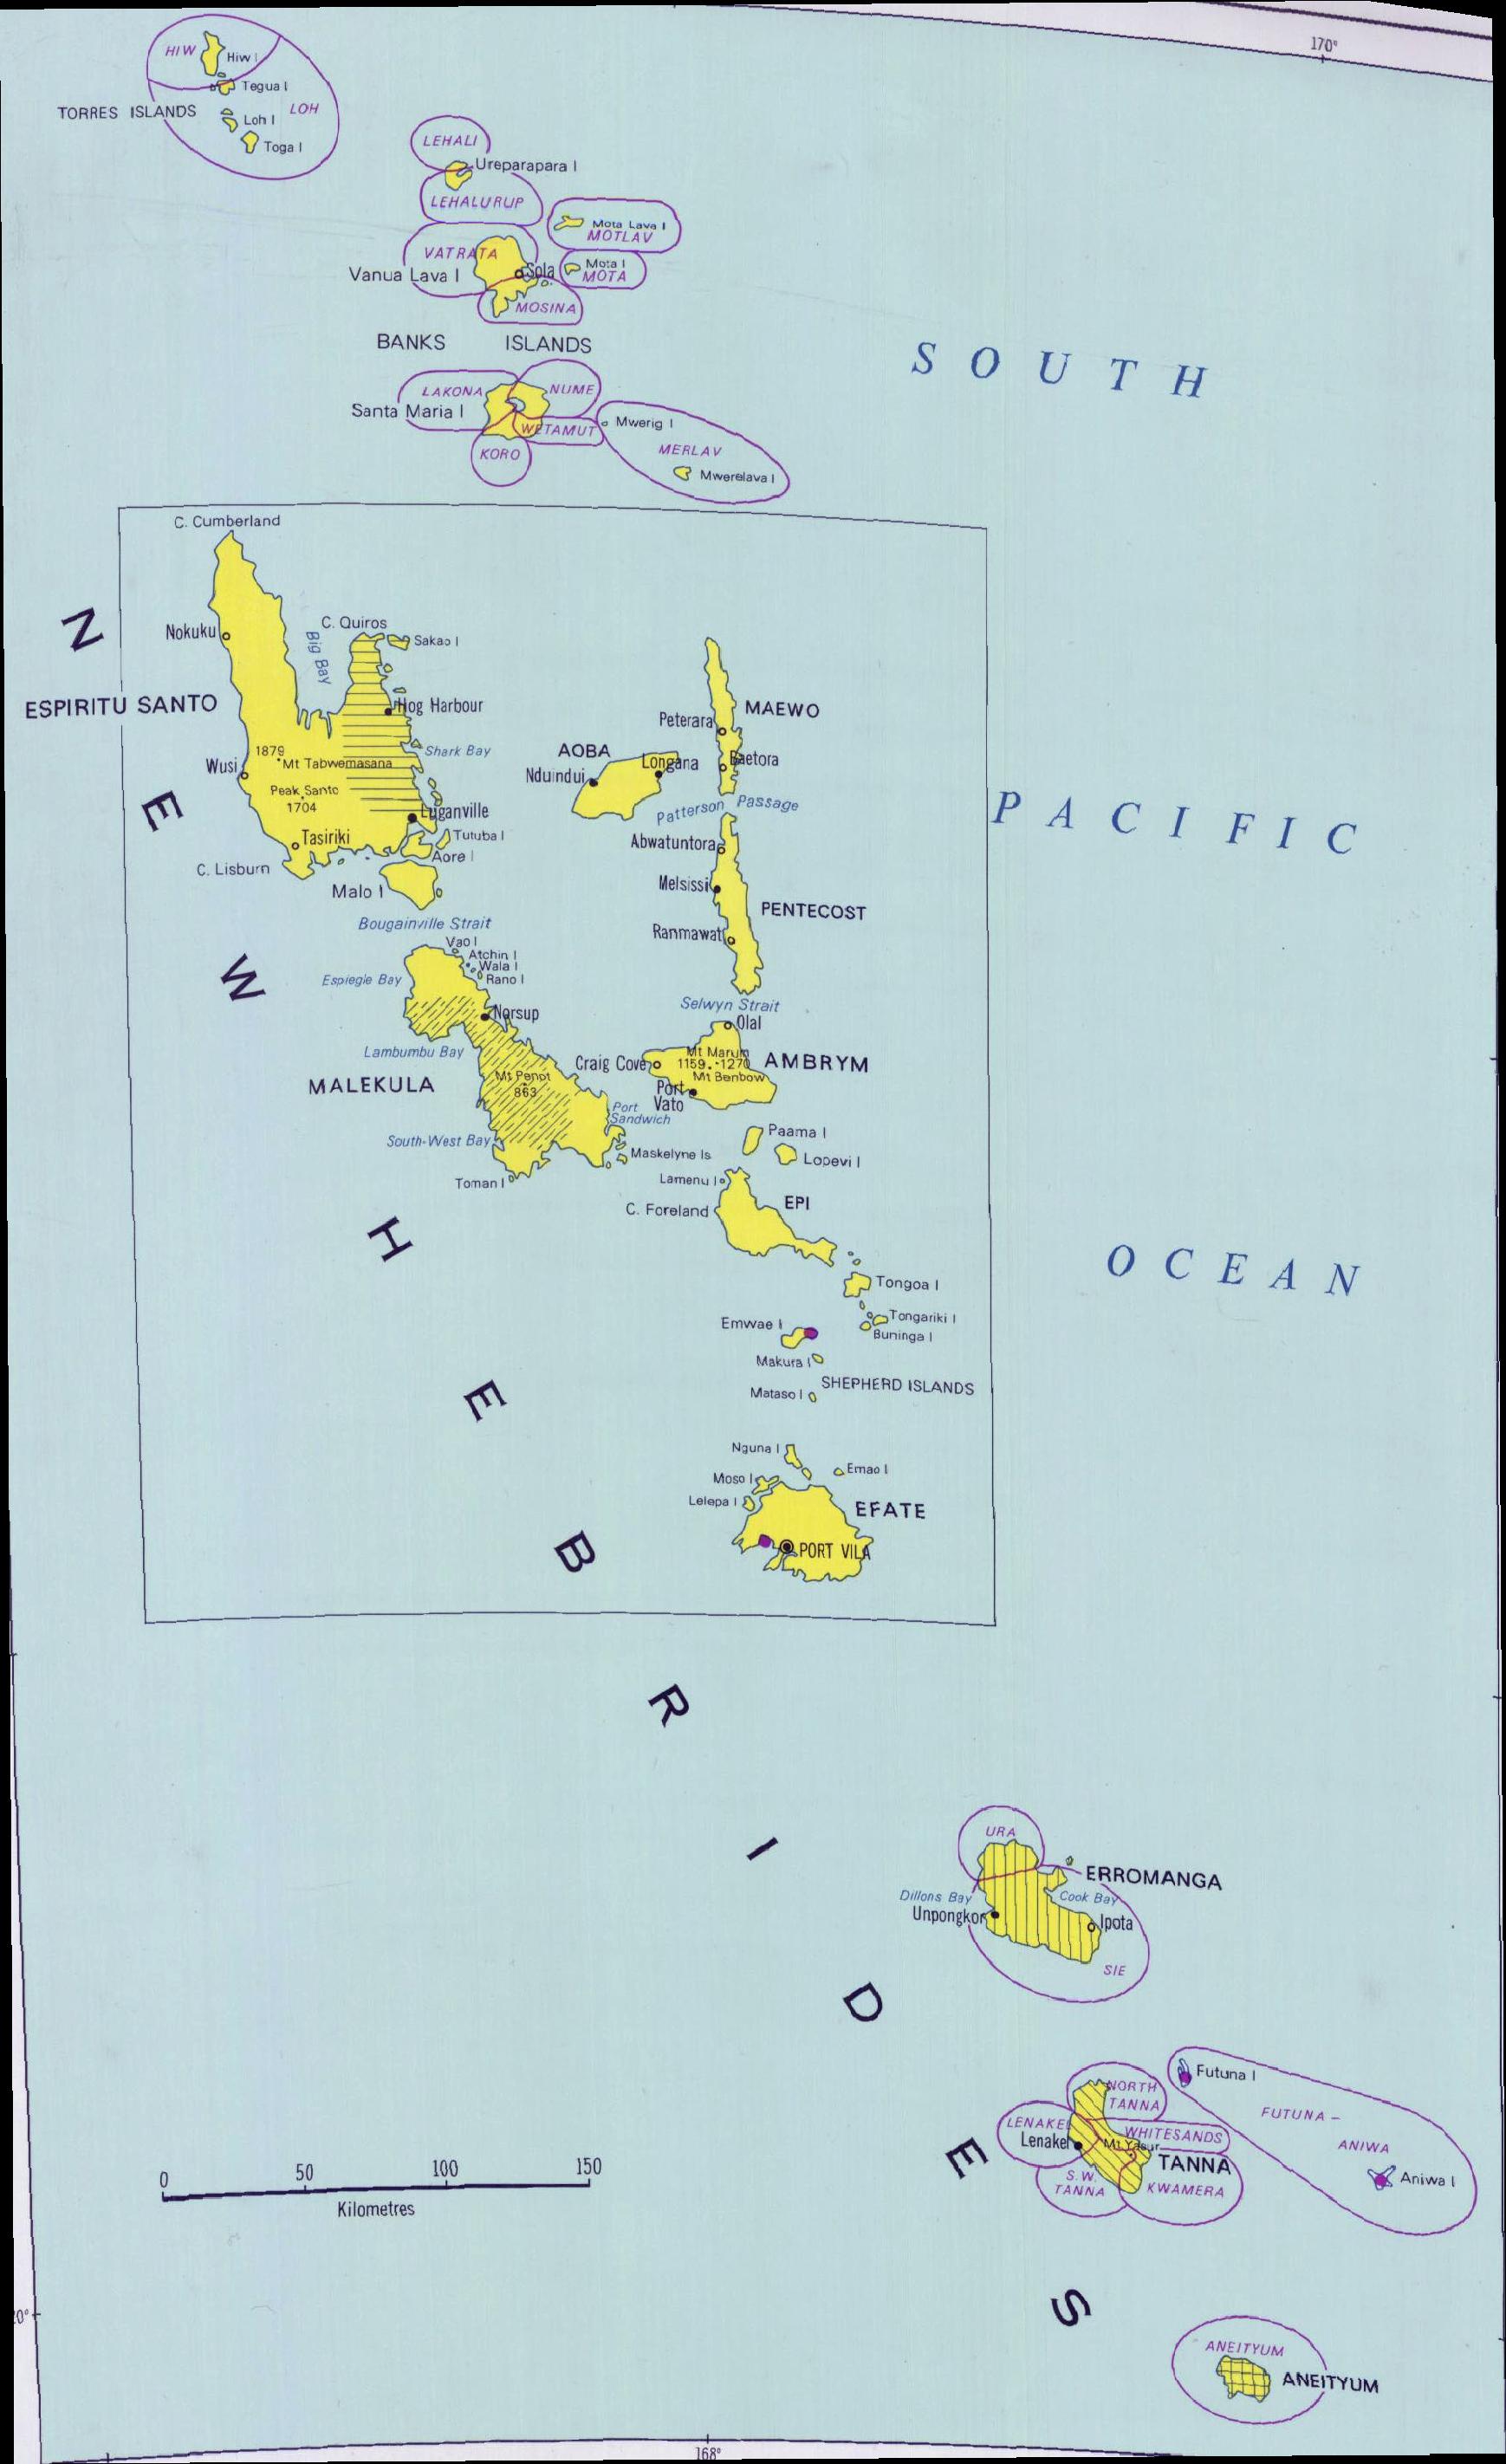 170°
HIW
Hiw I
Tegua I
TORRES ISLANDS
LOH
Loh I
Toga I
LEHALI
Ureparapara I
LEHALURUP
Mota Lava I
MOTLAV
VATRATA
Vanua Lava I
Sola
Mota I
MOTA
MOSINA
BANKS ISLANDS
SOUTH
LAKONA
NUME
Santa Maria I
WETAMUT
KORO
Mwerig I
MERLAV
Mwerelava I
C. Cumberland
NEW HEBRIDES
Nokuku
Big Bay
C. Quiros
Sakao I
ESPIRITU SANTO
Hog Harbour
MAEWO
Peterara
Shark Bay
1879
Mt Tabwemasana
Wusi
AOBA
Nduindui
Longana
Baetora
Peak Santo
1704
Patterson Passage
PACIFIC
Luganville
Tasiriki
Tutuba I
Aore I
C. Lisburn
Malo I
Abwatuntora
Melsissi
PENTECOST
Ranmawat
Bougainville Strait
Vao I
Atchin I
Wala I
Rano I
Espiegle Bay
Norsup
Selwyn Strait
Olal
Lambumbu Bay
MALEKULA
Mt Penot
863
Craig Cove
Mt Marum
1159
1270
Mt Benbow
AMBRYM
Port
Vato
Port
Sandwich
South-West Bay
Maskelyne Is
Toman I
Paama I
Lopevi I
Lamenu I
C. Foreland
EPI
OCEAN
Tongoa I
Tongariki I
Buninga I
Emwae I
Makura I
SHEPHERD ISLANDS
Mataso I
Nguna I
Emao I
Moso I
Lelepa I
EFATE
PORT VILA
URA
ERROMANGA
Dillons Bay
Cook Bay
Unpongkor
Ipota
SIE
Futuna I
FUTUNA –
ANIWA
Aniwa I
NORTH
TANNA
LENAKEL
WHITESANDS
Lenakel
Mt Yasur
TANNA
S.W.
TANNA
KWAMERA
0 50 100 150
Kilometres
ANEITYUM
ANEITYUM
168°